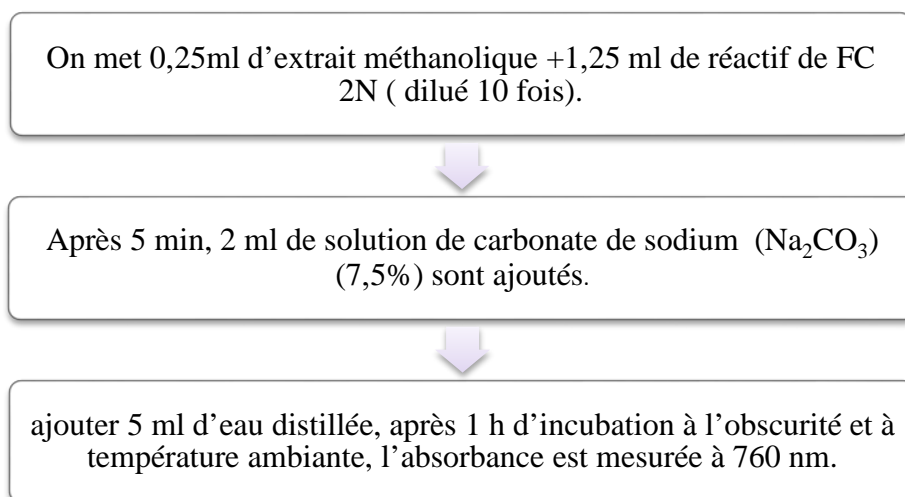 On met 0,25ml d’extrait méthanolique +1,25 ml de réactif de FC
2N ( dilué 10 fois).
Après 5 min, 2 ml de solution de carbonate de sodium (Na₂CO₃)
(7,5%) sont ajoutés.
ajouter 5 ml d’eau distillée, après 1 h d’incubation à l’obscurité et à
température ambiante, l’absorbance est mesurée à 760 nm.